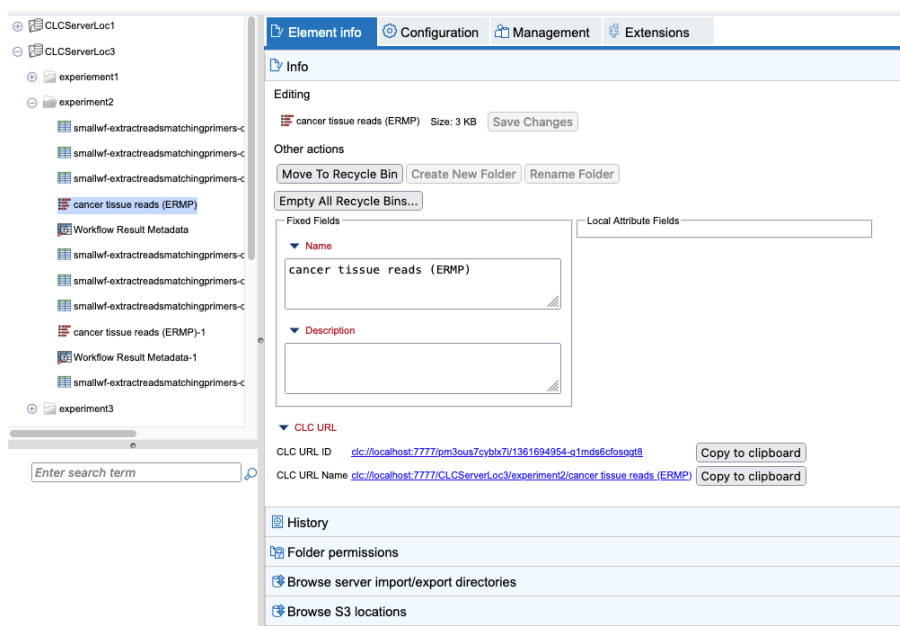 CLCServerLoc1
CLCServerLoc3
experiement1
experiment2
smallwf-extractreadsmatchingprimers-c
smallwf-extractreadsmatchingprimers-c
smallwf-extractreadsmatchingprimers-c
cancer tissue reads (ERMP)
Workflow Result Metadata
smallwf-extractreadsmatchingprimers-c
smallwf-extractreadsmatchingprimers-c
smallwf-extractreadsmatchingprimers-c
cancer tissue reads (ERMP)-1
Workflow Result Metadata-1
smallwf-extractreadsmatchingprimers-c
experiment3
Enter search term
Element info Configuration Management Extensions
Info
Editing
cancer tissue reads (ERMP) Size: 3 KB Save Changes
Other actions
Move To Recycle Bin Create New Folder Rename Folder
Empty All Recycle Bins...
Fixed Fields Local Attribute Fields
Name
cancer tissue reads (ERMP)
Description
CLC URL
CLC URL ID clc://localhost:7777/pm3ous7cyblx7i/1361694954-q1mds6cfosqgt8 Copy to clipboard
CLC URL Name clc://localhost:7777/CLCServerLoc3/experiment2/cancer tissue reads (ERMP) Copy to clipboard
History
Folder permissions
Browse server import/export directories
Browse S3 locations